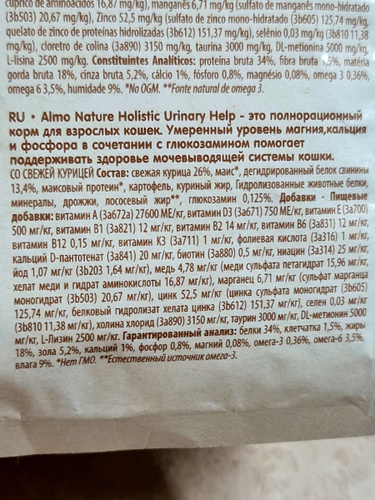 cuprico de aminoácidos 16,87 mg/kg), manganês 6,71 mg/kg (sulfato de manganês mono-hidratado
(3b503) 20,67 mg/kg), Zinco 52,5 mg/kg (sulfato de zinco mono-hidratado (3b605) 125,74 mg/kg,
quelato de zinco de proteínas hidrolizadas (3b612) 151,37 mg/kg), selênio 0,03 mg/kg (3b810 11,38
mg/kg), cloretro de colina (3a890) 3150 mg/kg, taurina 3000 mg/kg, DL-metionina 5000 mg/kg,
L-lisina 2500 mg/kg. Constituintes Analíticos: proteína bruta 34%, fibra bruta 1,5%, matéria
gorda bruta 18%, cinza bruta 5,2%, cálcio 1%, fósforo 0,8%, magnésio 0,08%, omega 3 0,36%,
omega 6 3,5%, humidade 9%. *No OGM. **Fonte natural de omega 3.
RU • Almo Nature Holistic Urinary Help - это полнорационный
корм для взрослых кошек. Умеренный уровень магния,кальция
и фосфора в сочетании с глюкозамином помогает
поддерживать здоровье мочевыводящей системы кошки.
СО СВЕЖЕЙ КУРИЦЕЙ Состав: свежая курица 26%, маис*, дегидрированный белок свинины
13,4%, маисовый протеин*, картофель, куриный жир, Гидролизованные животные белки,
минералы, дрожжи, лососевый жир**, глюкозамин 0,125%. Добавки - Пищевые
добавки: витамин А (3a672a) 27600 МЕ/кг, витамин D3 (3a671) 750 МЕ/кг, витамин Е (3a700)
500 мг/кг, витамин В1 (3a821) 12 мг/кг, витамин В2 14 мг/кг, витамин В6 (3a831) 12 мг/кг,
витамин В12 0,15 мг/кг, витамин К3 (3a711) 1 мг/кг, фолиевая кислота (3a316) 1 мг/кг,
кальций D-пантотенат (3a841) 20 мг/кг, биотин (3a880) 0,5 мг/кг, ниацин (3a314) 25 мг/кг,
йод 1,07 мг/кг (3b203 1,64 мг/кг), медь 4,78 мг/кг (меди сульфата петагидрат 15,96 мг/кг,
хелат меди и гидрат аминокислоты 16,87 мг/кг), марганец 6,71 мг/кг (сульфат марганца
моногидрат (3b503) 20,67 мг/кг), цинк 52,5 мг/кг (цинка сульфат моногидрат (3b605)
125,74 мг/кг, белковый гидролизат хелата цинка (3b612) 151,37 мг/кг), селен 0,03 мг/кг
(3b810 11,38 мг/кг), холина хлорид (3a890) 3150 мг/кг, таурин 3000 мг/кг, DL-метионин 5000
мг/кг, L-Лизин 2500 мг/кг. Гарантированный анализ: белки 34%, клетчатка 1,5%, жиры
18%, зола 5,2%, кальций 1%, фосфор 0,8%, магний 0,08%, омега-3 0,36%, омега-6 3,5%,
влага 9%. *Нет ГМО. **Естественный источник омега-3.